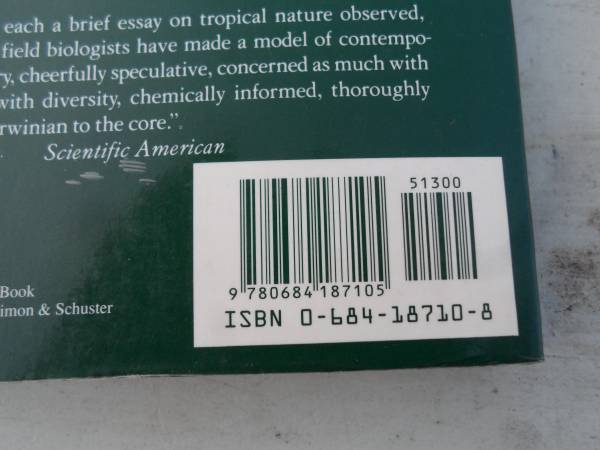 each a brief essay on tropical nature observed,
field biologists have made a model of contempo-
ry, cheerfully speculative, concerned as much with
with diversity, chemically informed, thoroughly
rwinian to the core."
Scientific American
51300
9 780684 187105
ISBN 0-684-18710-8
Book
imon & Schuster